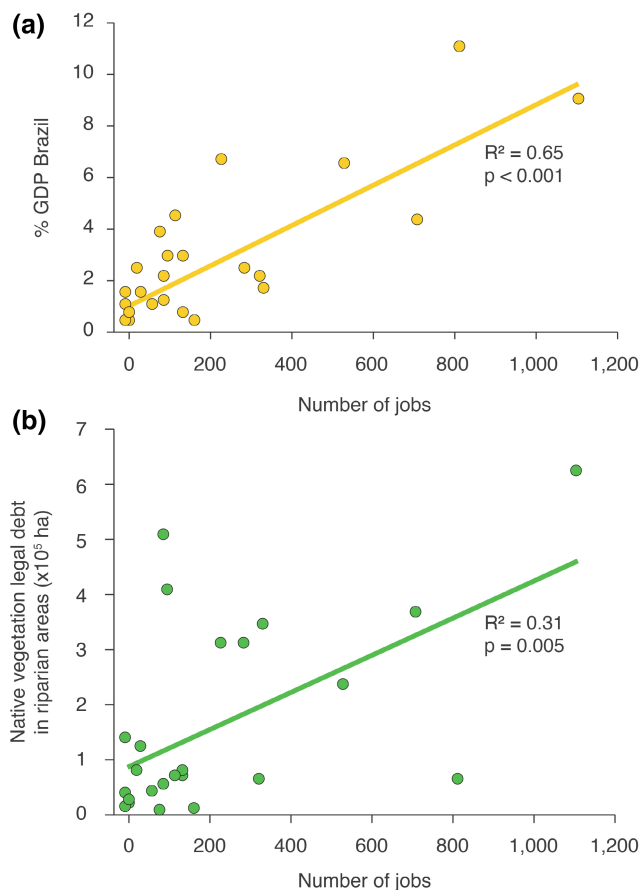 (a)
12
10
8
6
4
2
0
% GDP Brazil
R² = 0.65
p < 0.001
0 200 400 600 800 1,000 1,200
Number of jobs
(b)
7
6
5
4
3
2
1
0
Native vegetation legal debt
in riparian areas (x10⁵ ha)
R² = 0.31
p = 0.005
0 200 400 600 800 1,000 1,200
Number of jobs